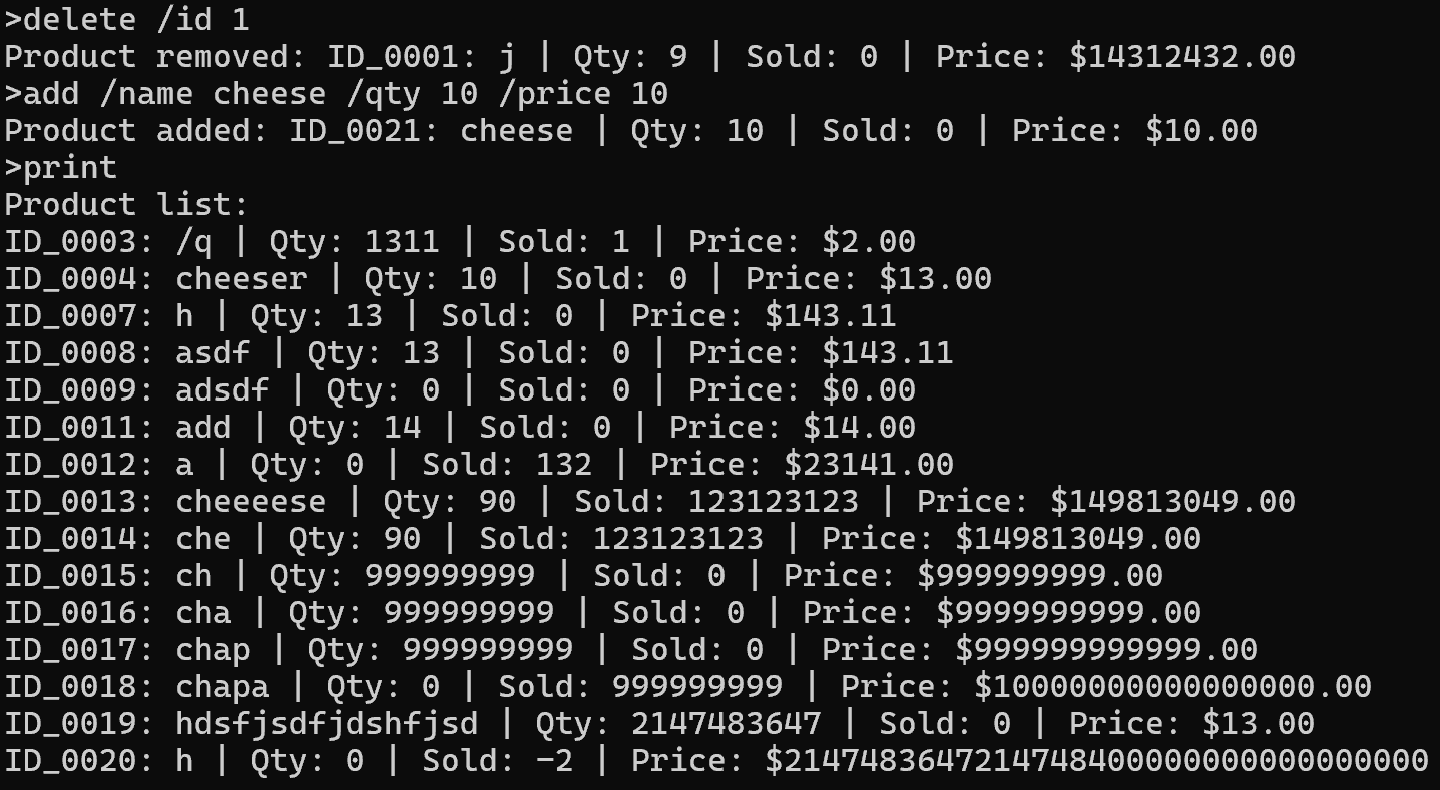 >delete /id 1
Product removed: ID_0001: j | Qty: 9 | Sold: 0 | Price: $14312432.00
>add /name cheese /qty 10 /price 10
Product added: ID_0021: cheese | Qty: 10 | Sold: 0 | Price: $10.00
>print
Product list:
ID_0003: /q | Qty: 1311 | Sold: 1 | Price: $2.00
ID_0004: cheeser | Qty: 10 | Sold: 0 | Price: $13.00
ID_0007: h | Qty: 13 | Sold: 0 | Price: $143.11
ID_0008: asdf | Qty: 13 | Sold: 0 | Price: $143.11
ID_0009: adsdf | Qty: 0 | Sold: 0 | Price: $0.00
ID_0011: add | Qty: 14 | Sold: 0 | Price: $14.00
ID_0012: a | Qty: 0 | Sold: 132 | Price: $23141.00
ID_0013: cheeeese | Qty: 90 | Sold: 123123123 | Price: $149813049.00
ID_0014: che | Qty: 90 | Sold: 123123123 | Price: $149813049.00
ID_0015: ch | Qty: 999999999 | Sold: 0 | Price: $999999999.00
ID_0016: cha | Qty: 999999999 | Sold: 0 | Price: $9999999999.00
ID_0017: chap | Qty: 999999999 | Sold: 0 | Price: $999999999999.00
ID_0018: chapa | Qty: 0 | Sold: 999999999 | Price: $10000000000000000.00
ID_0019: hdsfjsdfjdshfjsd | Qty: 2147483647 | Sold: 0 | Price: $13.00
ID_0020: h | Qty: 0 | Sold: -2 | Price: $2147483647214748400000000000000000